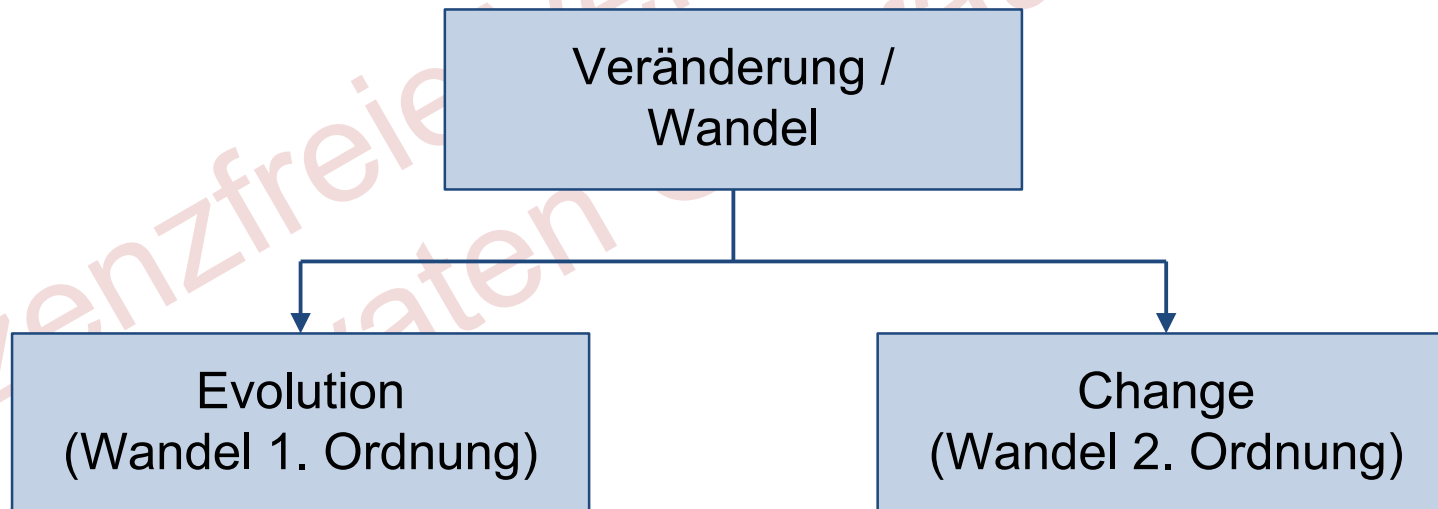 Veränderung /
Wandel
Evolution
(Wandel 1. Ordnung)
Change
(Wandel 2. Ordnung)